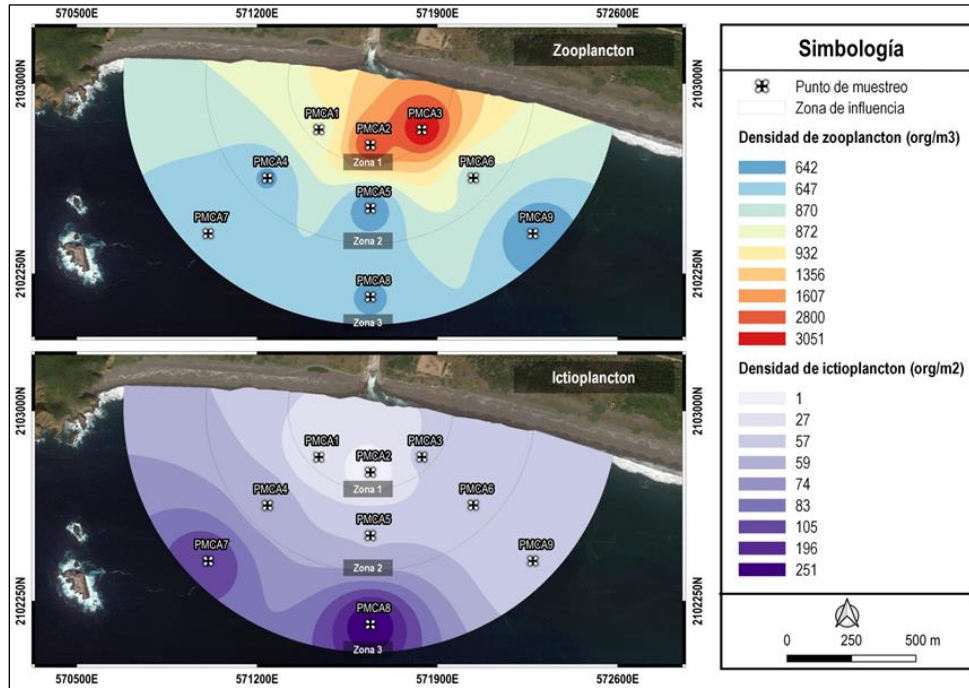 570500E 571200E 571900E 572600E
Zooplancton
2103000N 2103000N
PMCA1 PMCA3
PMCA2
Zona 1
PMCA4 PMCA6
PMCA5
PMCA7 PMCA9
Zona 2
2102250N 2102250N
PMCA8
Zona 3
Ictioplancton
2103000N 2103000N
PMCA1 PMCA3
PMCA2
Zona 1
PMCA4 PMCA6
PMCA5
PMCA7 PMCA9
Zona 2
2102250N 2102250N
PMCA8
Zona 3
570500E 571200E 571900E 572600E
Simbología
Punto de muestreo
Zona de influencia
Densidad de zooplancton (org/m3)
642
647
870
872
932
1356
1607
2800
3051
Densidad de ictioplancton (org/m2)
1
27
57
59
74
83
105
196
251
0 250 500 m